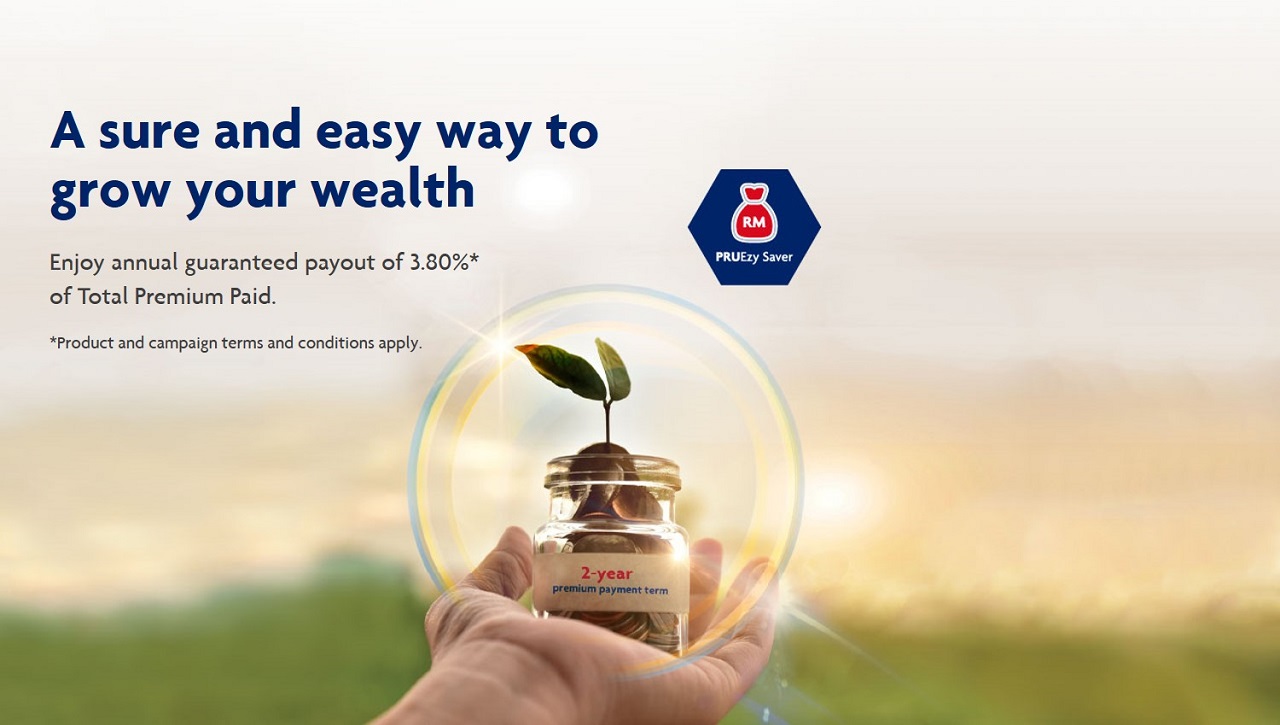 A sure and easy way to
grow your wealth
Enjoy annual guaranteed payout of 3.80%*
of Total Premium Paid.
*Product and campaign terms and conditions apply.
RM
PRUEzy Saver
2-year
premium payment term